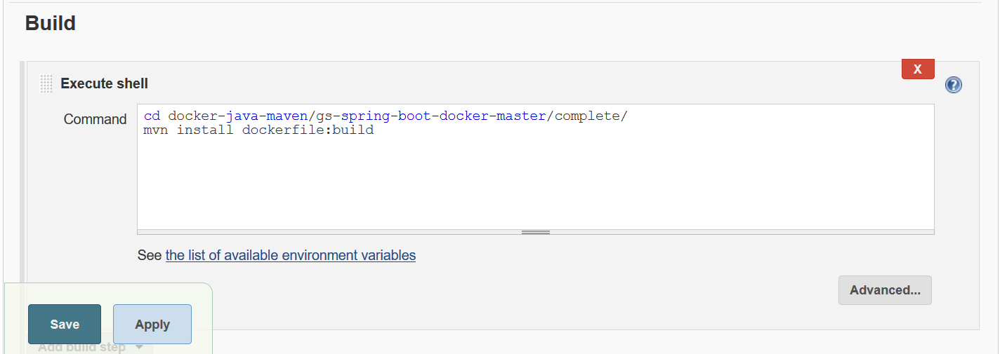 Build
X
Execute shell
?
Command
cd docker-java-maven/gs-spring-boot-docker-master/complete/
mvn install dockerfile:build
See the list of available environment variables
Advanced...
Save
Apply
Add build step